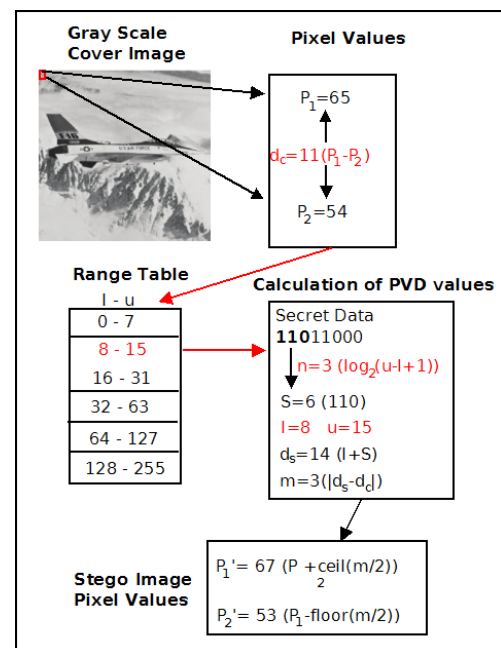 Gray Scale
Cover Image
Pixel Values
P1=65
dc=11(P1-P2)
P2=54
Range Table
l - u
0 - 7
8 - 15
16 - 31
32 - 63
64 - 127
128 - 255
Calculation of PVD values
Secret Data
11011000
n=3 (log2(u-l+1))
S=6 (110)
l=8 u=15
ds=14 (l+S)
m=3(|ds-dc|)
Stego Image
Pixel Values
P1'= 67 (P2+ceil(m/2))
P2'= 53 (P1-floor(m/2))